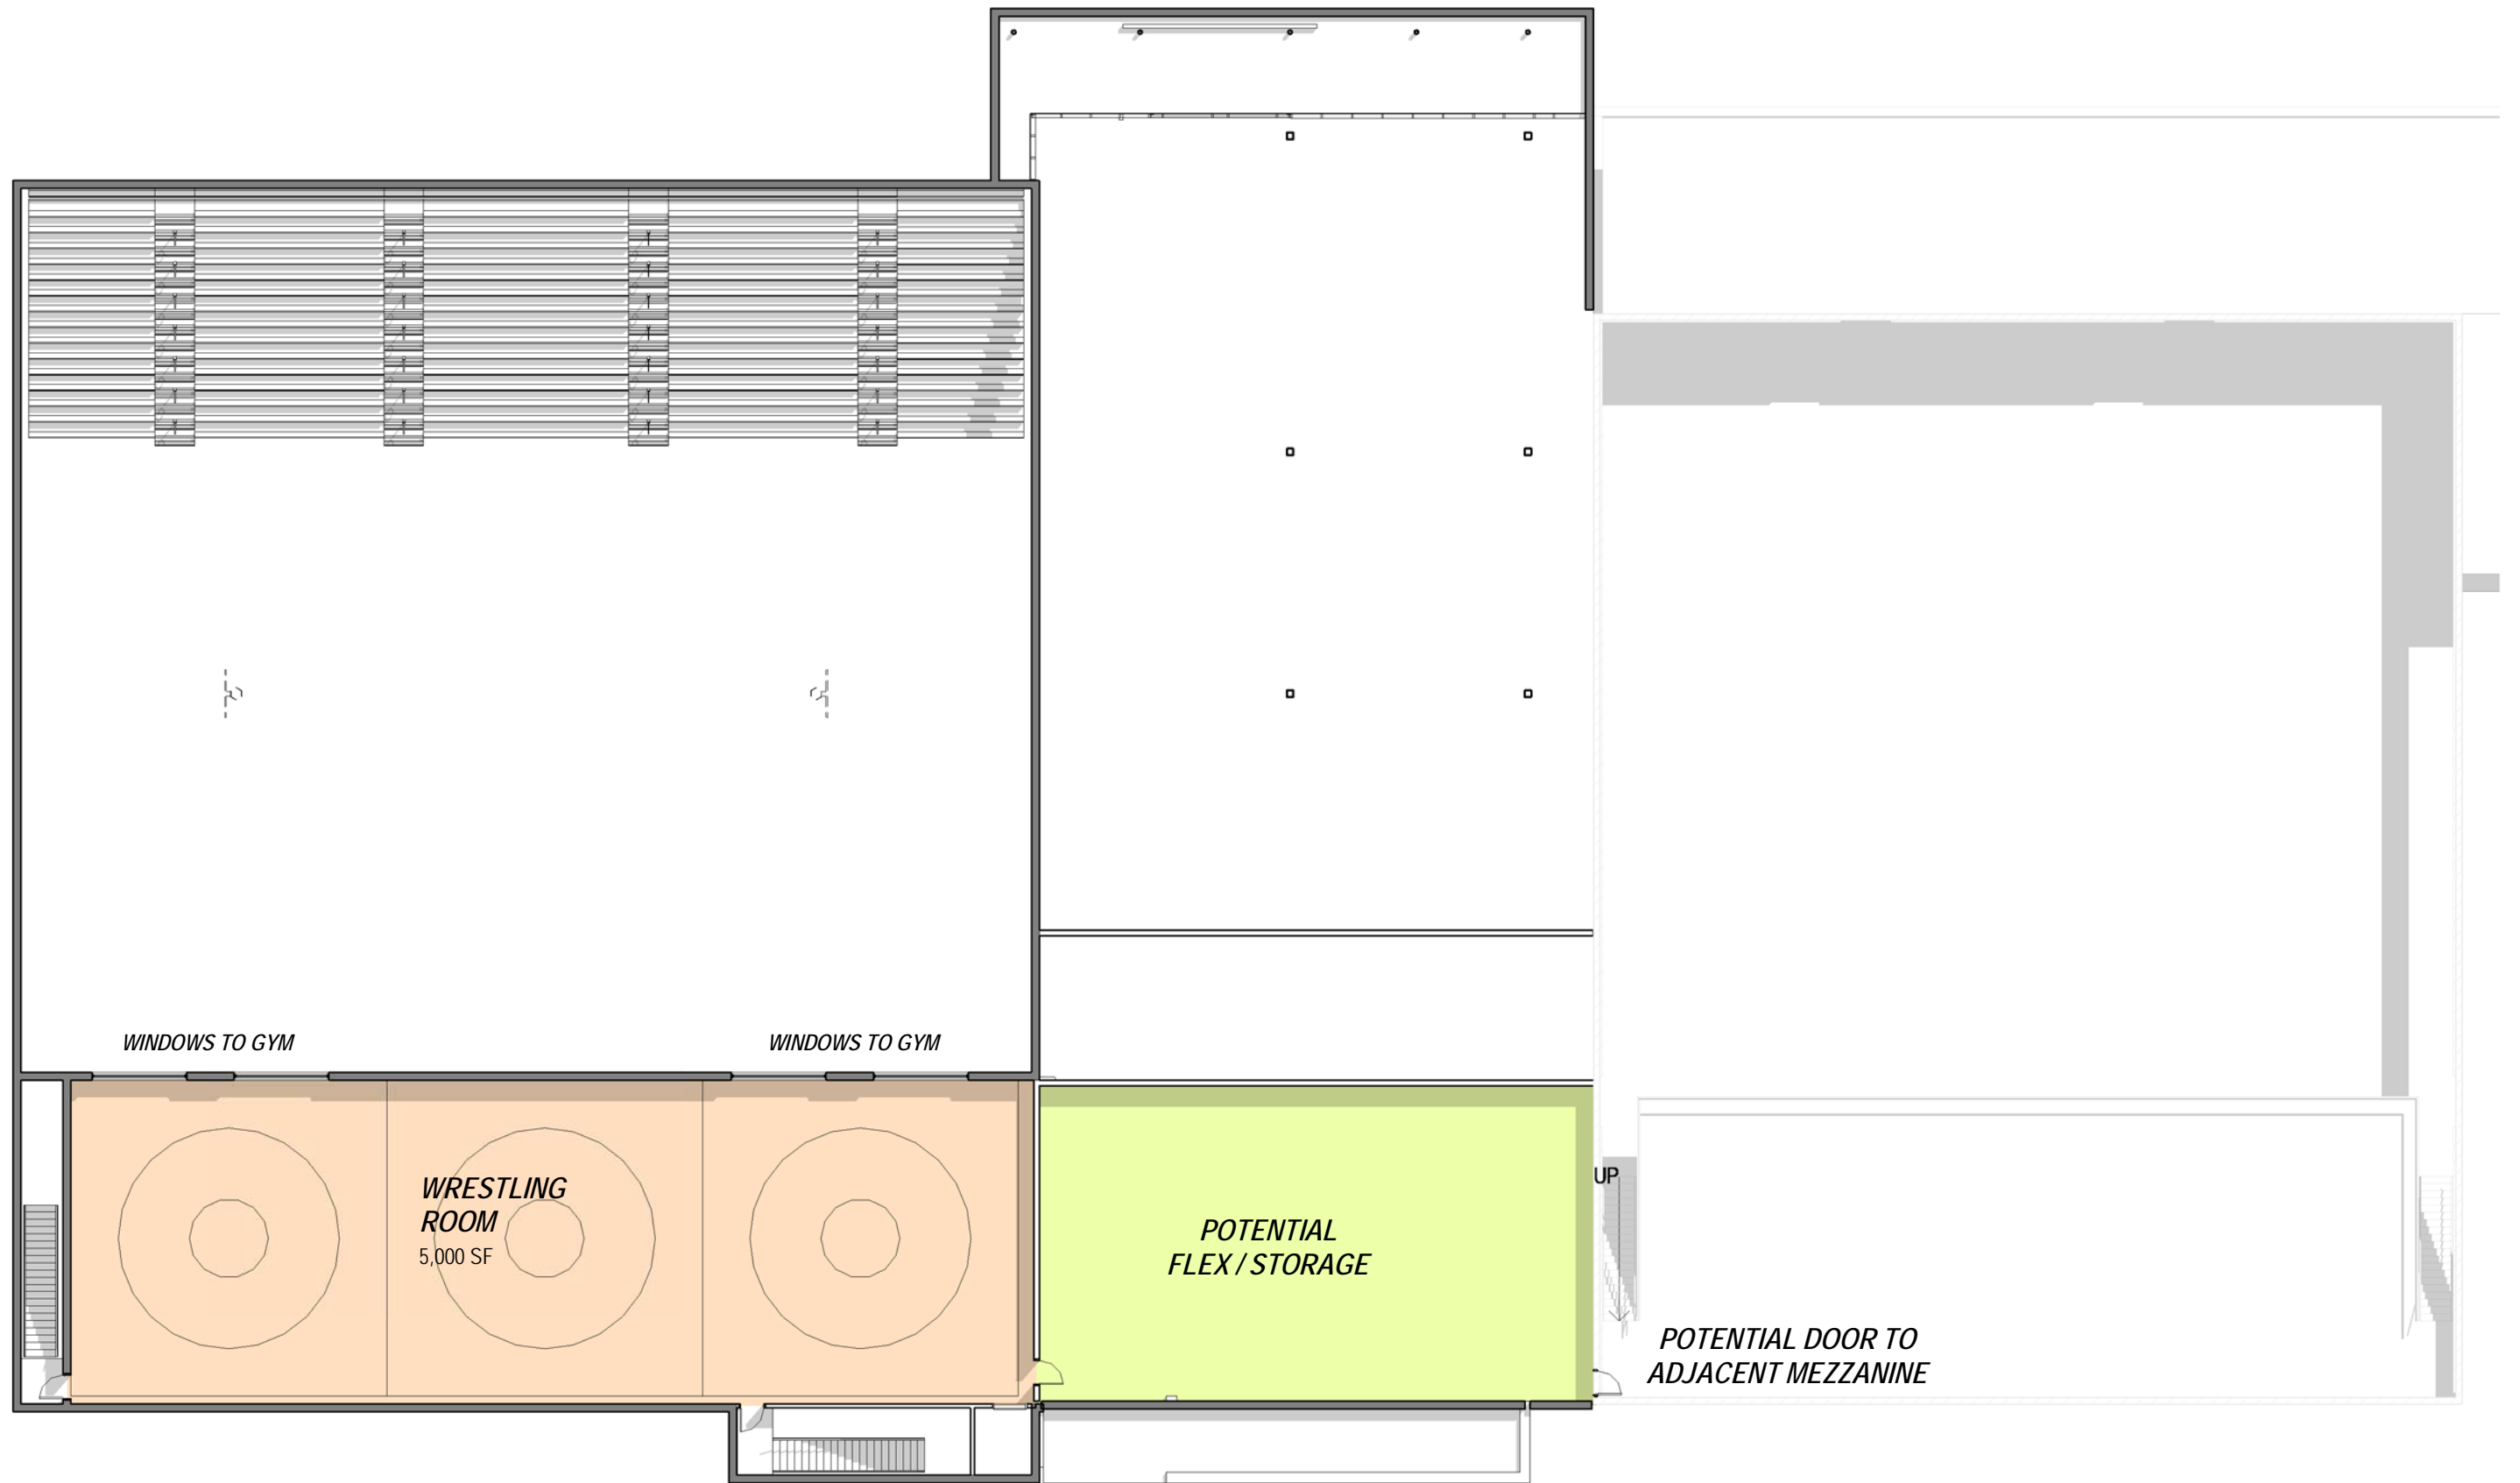 WINDOWS TO GYM
WINDOWS TO GYM
WRESTLING
ROOM
5,000 SF
POTENTIAL
FLEX / STORAGE
UP
POTENTIAL DOOR TO
ADJACENT MEZZANINE